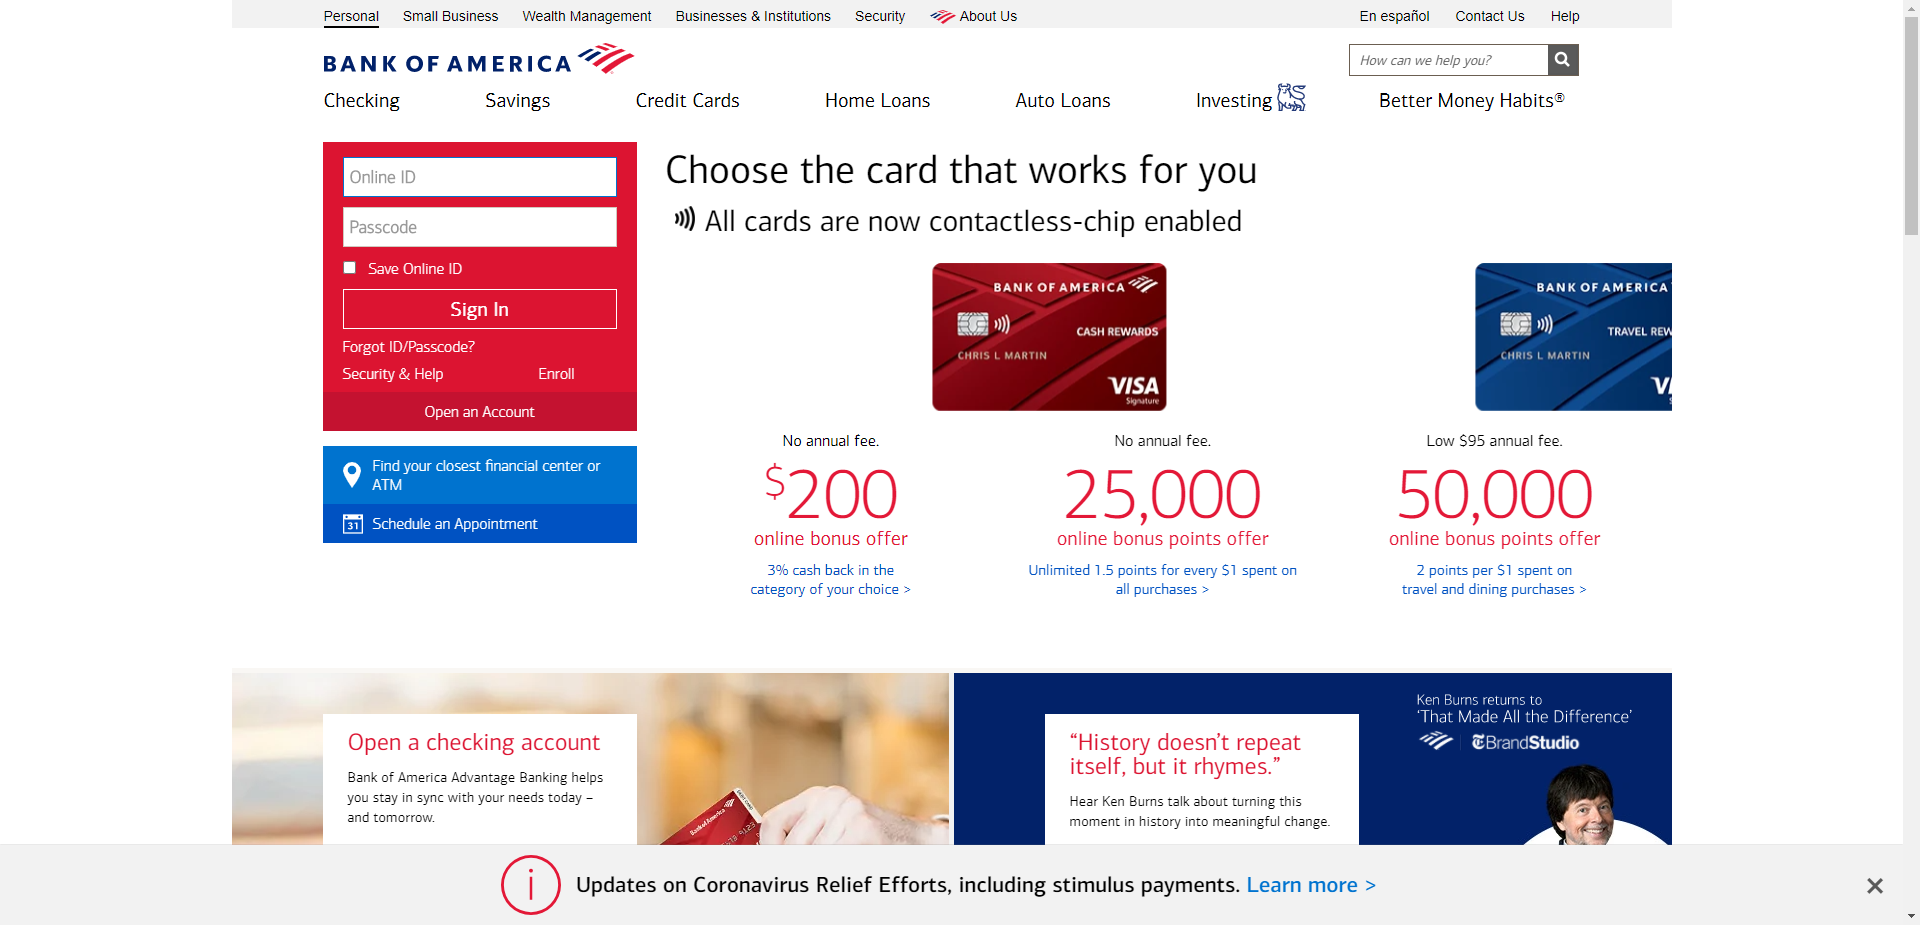 Personal Small Business Wealth Management Businesses & Institutions Security About Us En español Contact Us Help
BANK OF AMERICA
How can we help you?
Checking Savings Credit Cards Home Loans Auto Loans Investing Better Money Habits®
Online ID
Passcode
Save Online ID
Sign In
Forgot ID/Passcode?
Security & Help Enroll
Open an Account
Find your closest financial center or
ATM
31 Schedule an Appointment
Choose the card that works for you
All cards are now contactless-chip enabled
BANK OF AMERICA
CASH REWARDS
CHRIS L MARTIN
VISA
Signature
BANK OF AMERICA
TRAVEL REW
CHRIS L MARTIN
No annual fee.
$200
online bonus offer
3% cash back in the
category of your choice >
No annual fee.
25,000
online bonus points offer
Unlimited 1.5 points for every $1 spent on
all purchases >
Low $95 annual fee.
50,000
online bonus points offer
2 points per $1 spent on
travel and dining purchases >
Open a checking account
Bank of America Advantage Banking helps
you stay in sync with your needs today –
and tomorrow.
Bank of America
“History doesn’t repeat
itself, but it rhymes.”
Hear Ken Burns talk about turning this
moment in history into meaningful change.
Ken Burns returns to
‘That Made All the Difference’
T BrandStudio
Updates on Coronavirus Relief Efforts, including stimulus payments. Learn more >